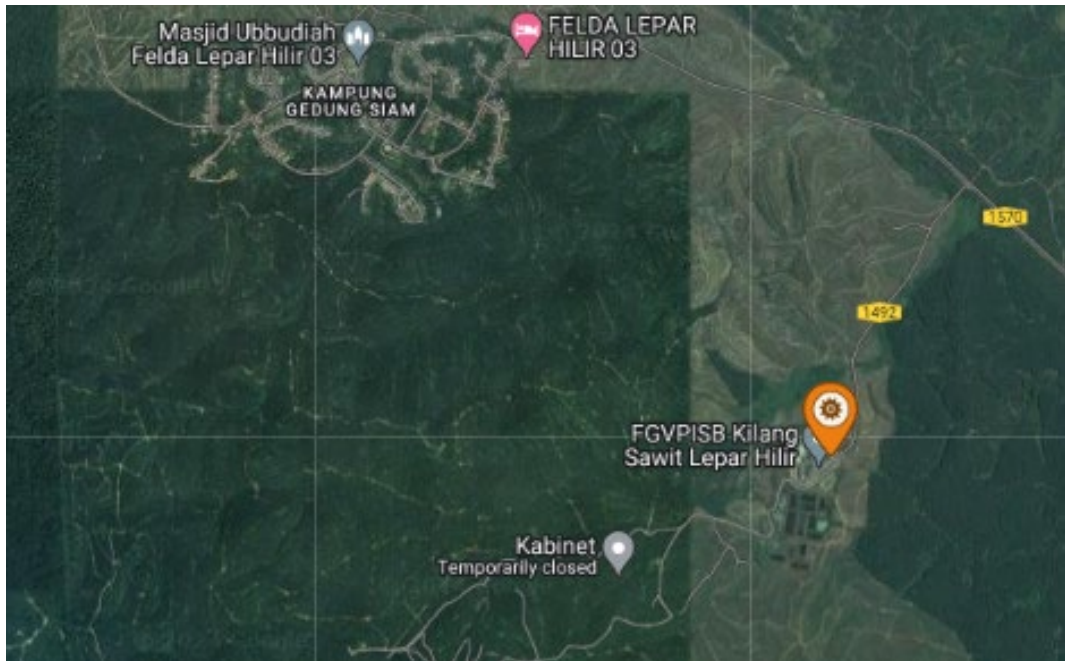 Masjid Ubbudiah
Felda Lepar Hilir 03
FELDA LEPAR
HILIR 03
KAMPUNG
GEDUNG SIAM
1570
1492
FGVPISB Kilang
Sawit Lepar Hilir
Kabinet
Temporarily closed